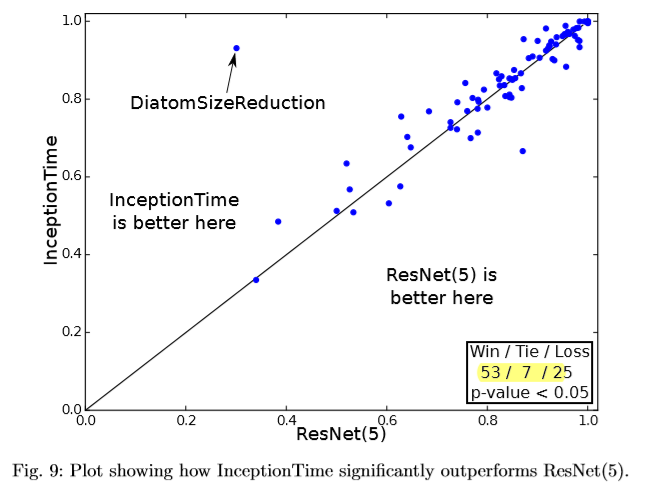 1.0
0.8
0.6
0.4
0.2
0.0
InceptionTime
DiatomSizeReduction
InceptionTime
is better here
ResNet(5) is
better here
Win / Tie / Loss
53 / 7 / 25
p-value < 0.05
0.0 0.2 0.4 0.6 0.8 1.0
ResNet(5)
Fig. 9: Plot showing how InceptionTime significantly outperforms ResNet(5).